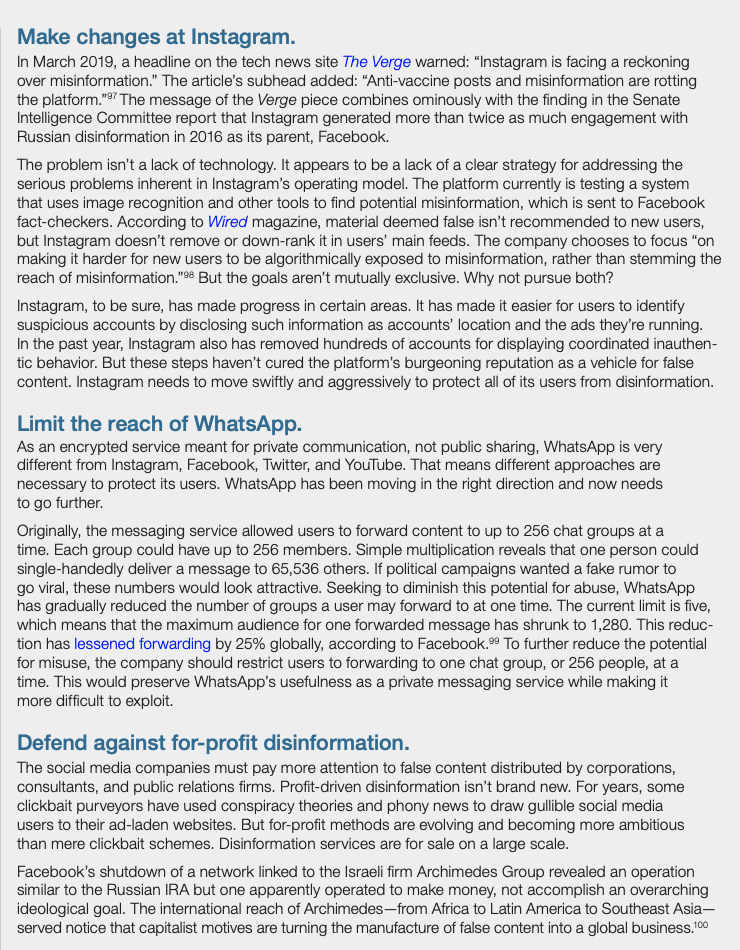 Make changes at Instagram.
In March 2019, a headline on the tech news site The Verge warned: “Instagram is facing a reckoning
over misinformation.” The article’s subhead added: “Anti-vaccine posts and misinformation are rotting
the platform.”97 The message of the Verge piece combines ominously with the finding in the Senate
Intelligence Committee report that Instagram generated more than twice as much engagement with
Russian disinformation in 2016 as its parent, Facebook.
The problem isn’t a lack of technology. It appears to be a lack of a clear strategy for addressing the
serious problems inherent in Instagram’s operating model. The platform currently is testing a system
that uses image recognition and other tools to find potential misinformation, which is sent to Facebook
fact-checkers. According to Wired magazine, material deemed false isn’t recommended to new users,
but Instagram doesn’t remove or down-rank it in users’ main feeds. The company chooses to focus “on
making it harder for new users to be algorithmically exposed to misinformation, rather than stemming the
reach of misinformation.”98 But the goals aren’t mutually exclusive. Why not pursue both?
Instagram, to be sure, has made progress in certain areas. It has made it easier for users to identify
suspicious accounts by disclosing such information as accounts’ location and the ads they’re running.
In the past year, Instagram also has removed hundreds of accounts for displaying coordinated inauthen-
tic behavior. But these steps haven’t cured the platform’s burgeoning reputation as a vehicle for false
content. Instagram needs to move swiftly and aggressively to protect all of its users from disinformation.
Limit the reach of WhatsApp.
As an encrypted service meant for private communication, not public sharing, WhatsApp is very
different from Instagram, Facebook, Twitter, and YouTube. That means different approaches are
necessary to protect its users. WhatsApp has been moving in the right direction and now needs
to go further.
Originally, the messaging service allowed users to forward content to up to 256 chat groups at a
time. Each group could have up to 256 members. Simple multiplication reveals that one person could
single-handedly deliver a message to 65,536 others. If political campaigns wanted a fake rumor to
go viral, these numbers would look attractive. Seeking to diminish this potential for abuse, WhatsApp
has gradually reduced the number of groups a user may forward to at one time. The current limit is five,
which means that the maximum audience for one forwarded message has shrunk to 1,280. This reduc-
tion has lessened forwarding by 25% globally, according to Facebook.99 To further reduce the potential
for misuse, the company should restrict users to forwarding to one chat group, or 256 people, at a
time. This would preserve WhatsApp’s usefulness as a private messaging service while making it
more difficult to exploit.
Defend against for-profit disinformation.
The social media companies must pay more attention to false content distributed by corporations,
consultants, and public relations firms. Profit-driven disinformation isn’t brand new. For years, some
clickbait purveyors have used conspiracy theories and phony news to draw gullible social media
users to their ad-laden websites. But for-profit methods are evolving and becoming more ambitious
than mere clickbait schemes. Disinformation services are for sale on a large scale.
Facebook’s shutdown of a network linked to the Israeli firm Archimedes Group revealed an operation
similar to the Russian IRA but one apparently operated to make money, not accomplish an overarching
ideological goal. The international reach of Archimedes—from Africa to Latin America to Southeast Asia—
served notice that capitalist motives are turning the manufacture of false content into a global business.100